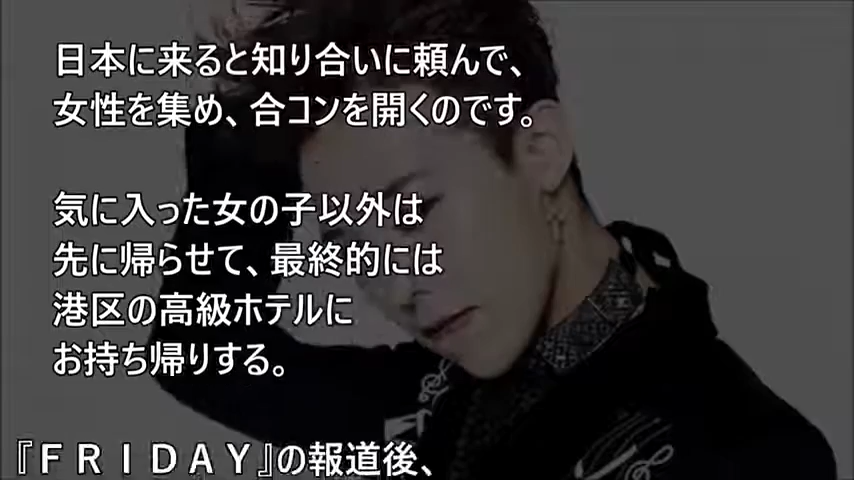 日本に来ると知り合いに頼んで、
女性を集め、合コンを開くのです。
気に入った女の子以外は
先に帰らせて、最終的には
港区の高級ホテルに
お持ち帰りする。
『ＦＲＩＤＡＹ』の報道後、